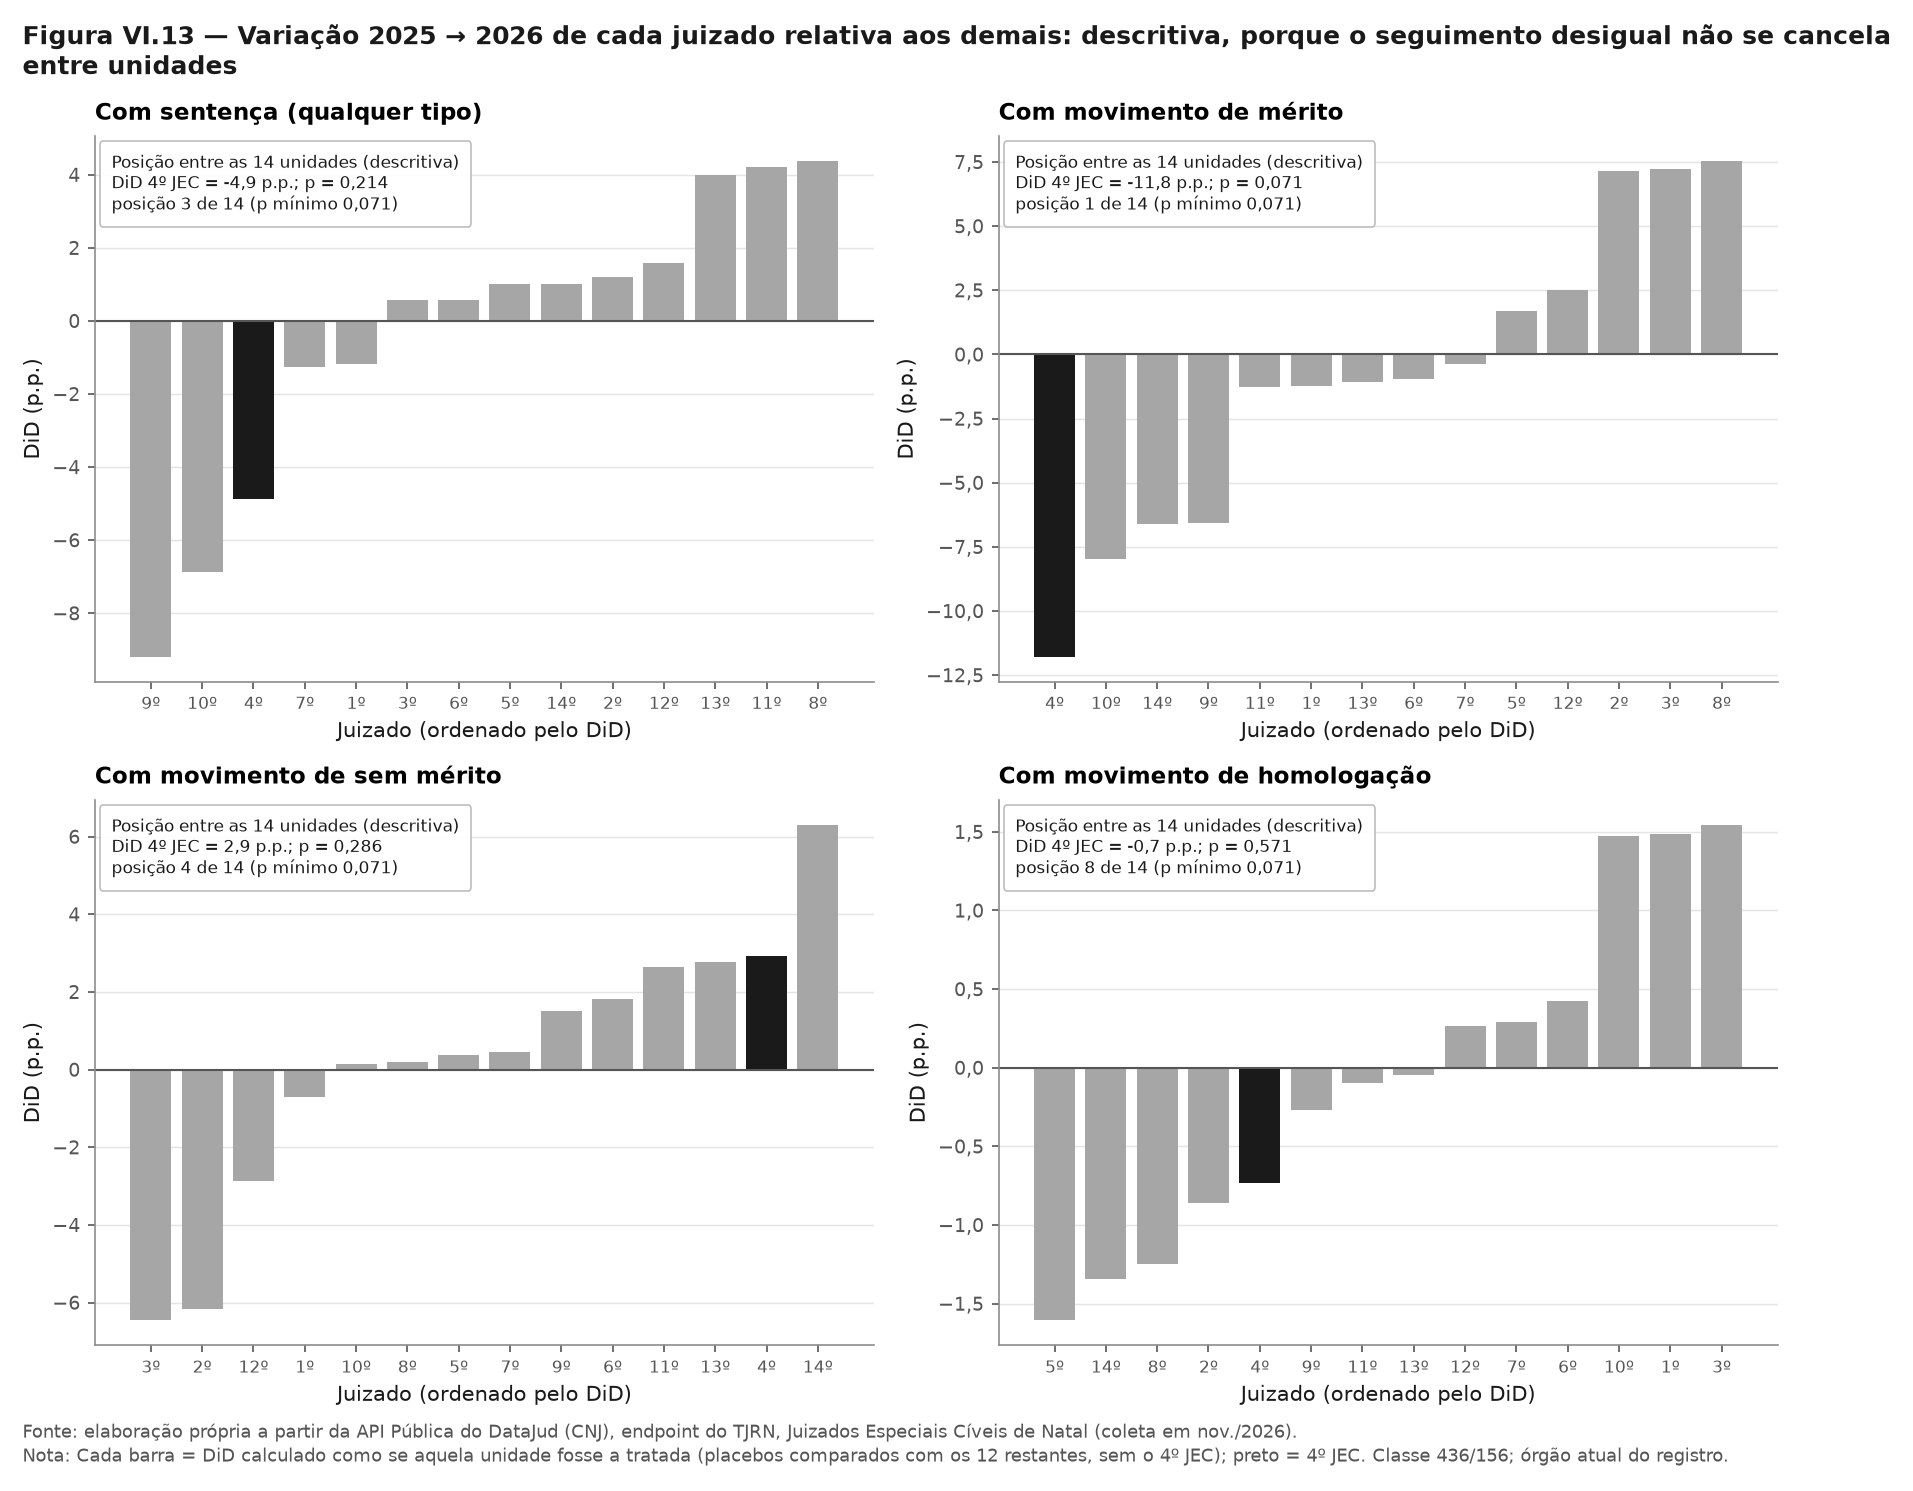 Figura VI.13 — Variação 2025 → 2026 de cada juizado relativa aos demais: descritiva, porque o seguimento desigual não se cancela
entre unidades
Com sentença (qualquer tipo)
Posição entre as 14 unidades (descritiva)
DiD 4º JEC = -4,9 p.p.; p = 0,214
posição 3 de 14 (p mínimo 0,071)
4
2
0
−2
−4
−6
−8
DiD (p.p.)
9º 10º 4º 7º 1º 3º 6º 5º 14º 2º 12º 13º 11º 8º
Juizado (ordenado pelo DiD)
Com movimento de mérito
Posição entre as 14 unidades (descritiva)
DiD 4º JEC = -11,8 p.p.; p = 0,071
posição 1 de 14 (p mínimo 0,071)
7,5
5,0
2,5
0,0
−2,5
−5,0
−7,5
−10,0
−12,5
DiD (p.p.)
4º 10º 14º 9º 11º 1º 13º 6º 7º 5º 12º 2º 3º 8º
Juizado (ordenado pelo DiD)
Com movimento de sem mérito
Posição entre as 14 unidades (descritiva)
DiD 4º JEC = 2,9 p.p.; p = 0,286
posição 4 de 14 (p mínimo 0,071)
6
4
2
0
−2
−4
−6
DiD (p.p.)
3º 2º 12º 1º 10º 8º 5º 7º 9º 6º 11º 13º 4º 14º
Juizado (ordenado pelo DiD)
Com movimento de homologação
Posição entre as 14 unidades (descritiva)
DiD 4º JEC = -0,7 p.p.; p = 0,571
posição 8 de 14 (p mínimo 0,071)
1,5
1,0
0,5
0,0
−0,5
−1,0
−1,5
DiD (p.p.)
5º 14º 8º 2º 4º 9º 11º 13º 12º 7º 6º 10º 1º 3º
Juizado (ordenado pelo DiD)
Fonte: elaboração própria a partir da API Pública do DataJud (CNJ), endpoint do TJRN, Juizados Especiais Cíveis de Natal (coleta em nov./2026).
Nota: Cada barra = DiD calculado como se aquela unidade fosse a tratada (placebos comparados com os 12 restantes, sem o 4º JEC); preto = 4º JEC. Classe 436/156; órgão atual do registro.